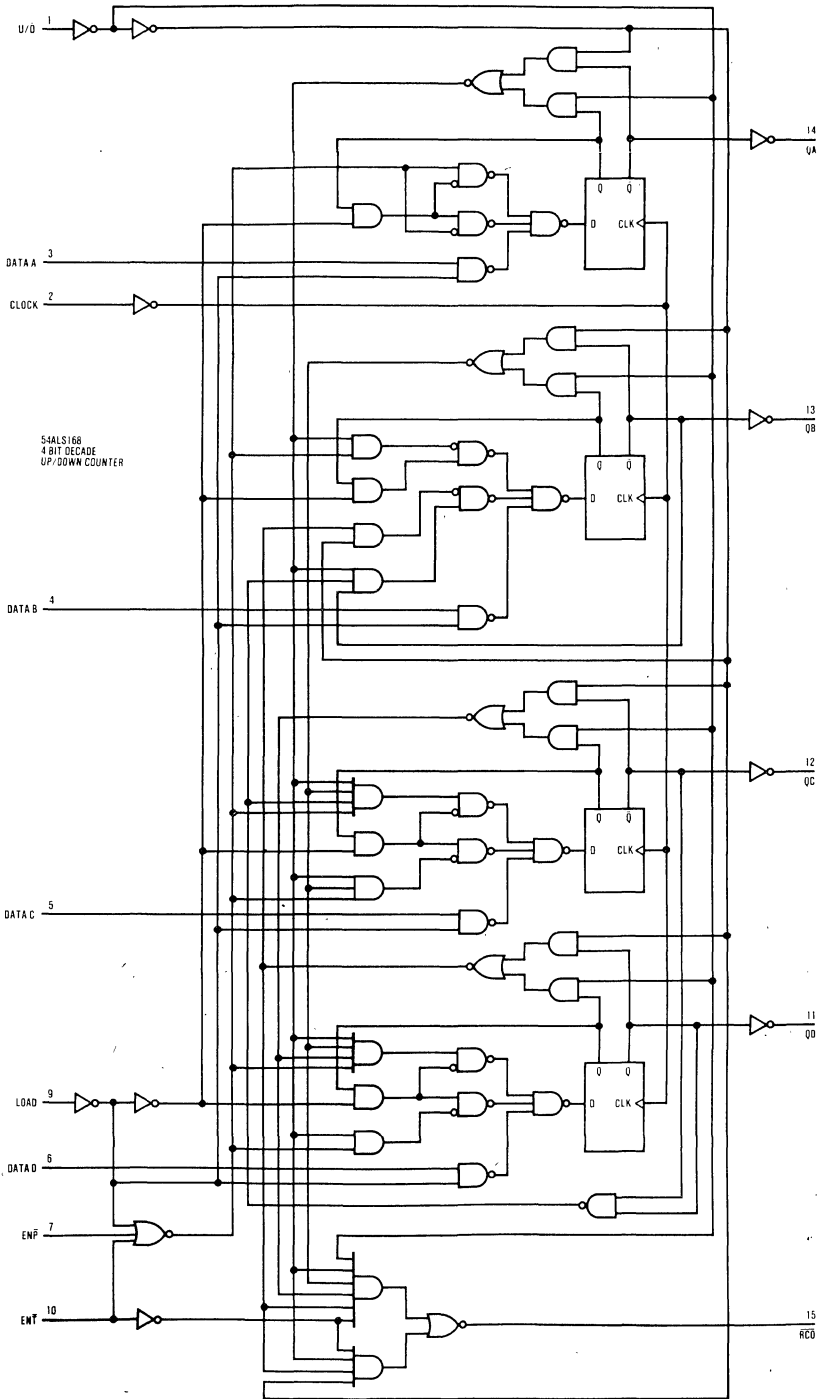 U/D̅ 1
14
QA
Q Q̅
D CLK
DATA A 3
CLOCK 2
13
QB
54ALS168
4 BIT DECADE
UP/DOWN COUNTER
Q Q̅
D CLK
DATA B 4
12
QC
Q Q̅
D CLK
DATA C 5
11
QD
Q Q̅
D CLK
LOAD 9
DATA D 6
ENP̅ 7
ENT̅ 10
15
R̅C̅O̅